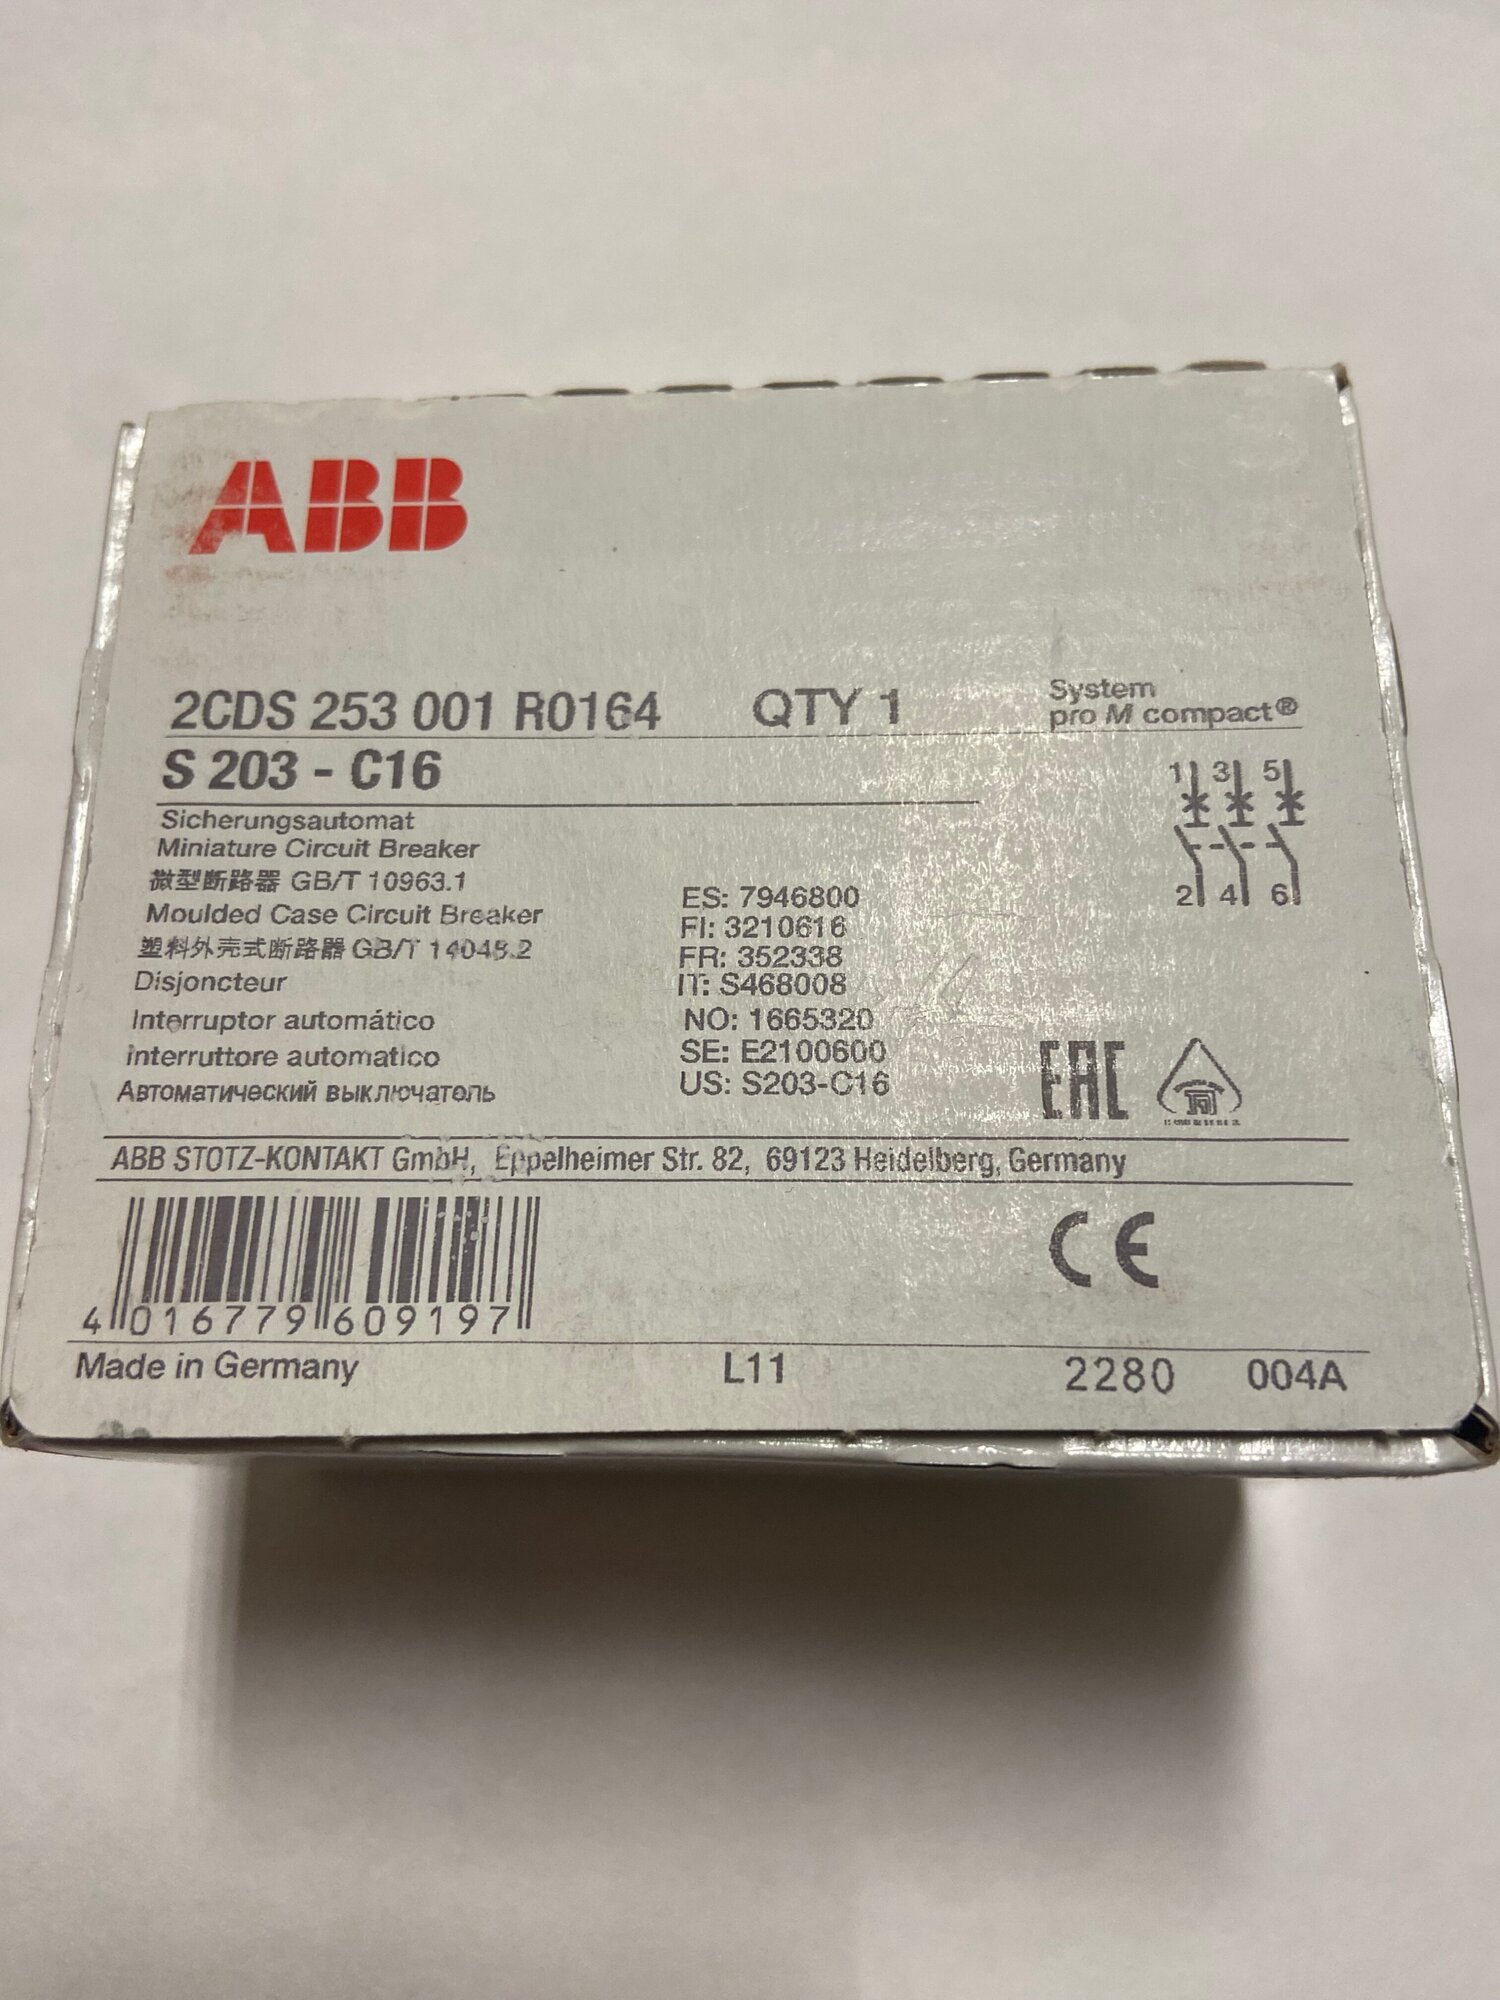 ABB
2CDS 253 001 R0164 QTY 1 System pro M compact®
S 203 - C16
1 3 5
2 4 6
Sicherungsautomat
Miniature Circuit Breaker
微型断路器 GB/T 10963.1
Moulded Case Circuit Breaker
塑料外壳式断路器 GB/T 14048.2
Disjoncteur
Interruptor automático
Interruttore automatico
Автоматический выключатель
ES: 7946800
FI: 3210616
FR: 352338
IT: S468008
NO: 1665320
SE: E2100600
US: S203-C16
EAC
ABB STOTZ-KONTAKT GmbH, Eppelheimer Str. 82, 69123 Heidelberg, Germany
CE
4 016779 609197
Made in Germany L11 2280 004A